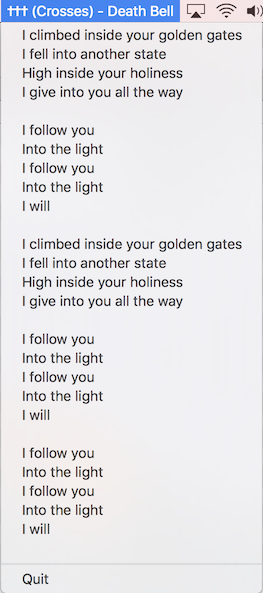 ††† (Crosses) - Death Bell
I climbed inside your golden gates
I fell into another state
High inside your holiness
I give into you all the way
I follow you
Into the light
I follow you
Into the light
I will
I climbed inside your golden gates
I fell into another state
High inside your holiness
I give into you all the way
I follow you
Into the light
I follow you
Into the light
I will
I follow you
Into the light
I follow you
Into the light
I will
Quit